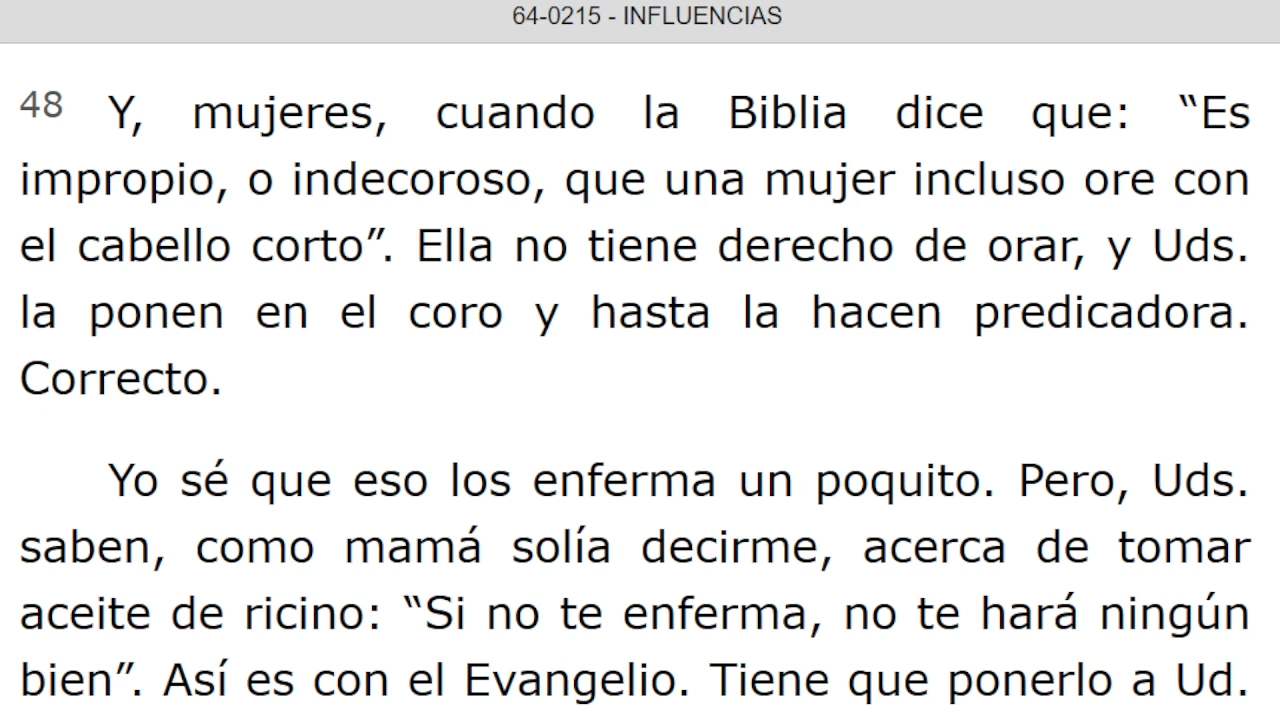 64-0215 - INFLUENCIAS
48 Y, mujeres, cuando la Biblia dice que: “Es
impropio, o indecoroso, que una mujer incluso ore con
el cabello corto”. Ella no tiene derecho de orar, y Uds.
la ponen en el coro y hasta la hacen predicadora.
Correcto.
Yo sé que eso los enferma un poquito. Pero, Uds.
saben, como mamá solía decirme, acerca de tomar
aceite de ricino: “Si no te enferma, no te hará ningún
bien”. Así es con el Evangelio. Tiene que ponerlo a Ud.